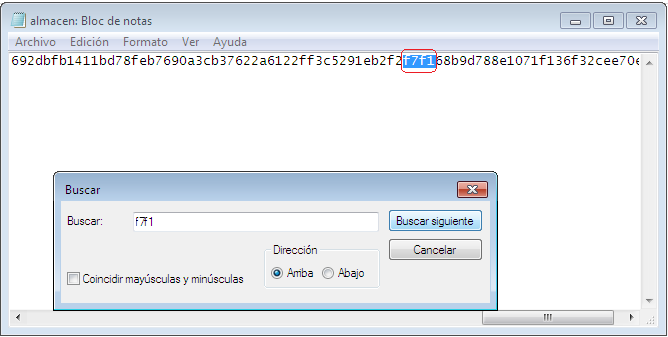 almacen: Bloc de notas
Archivo Edición Formato Ver Ayuda
692dbfb1411bd78feb7690a3cb37622a6122ff3c5291eb2f2f7f168b9d788e1071f136f32cee70e
Buscar
Buscar: f7f1 Buscar siguiente
Cancelar
Dirección
Coincidir mayúsculas y minúsculas Arriba Abajo